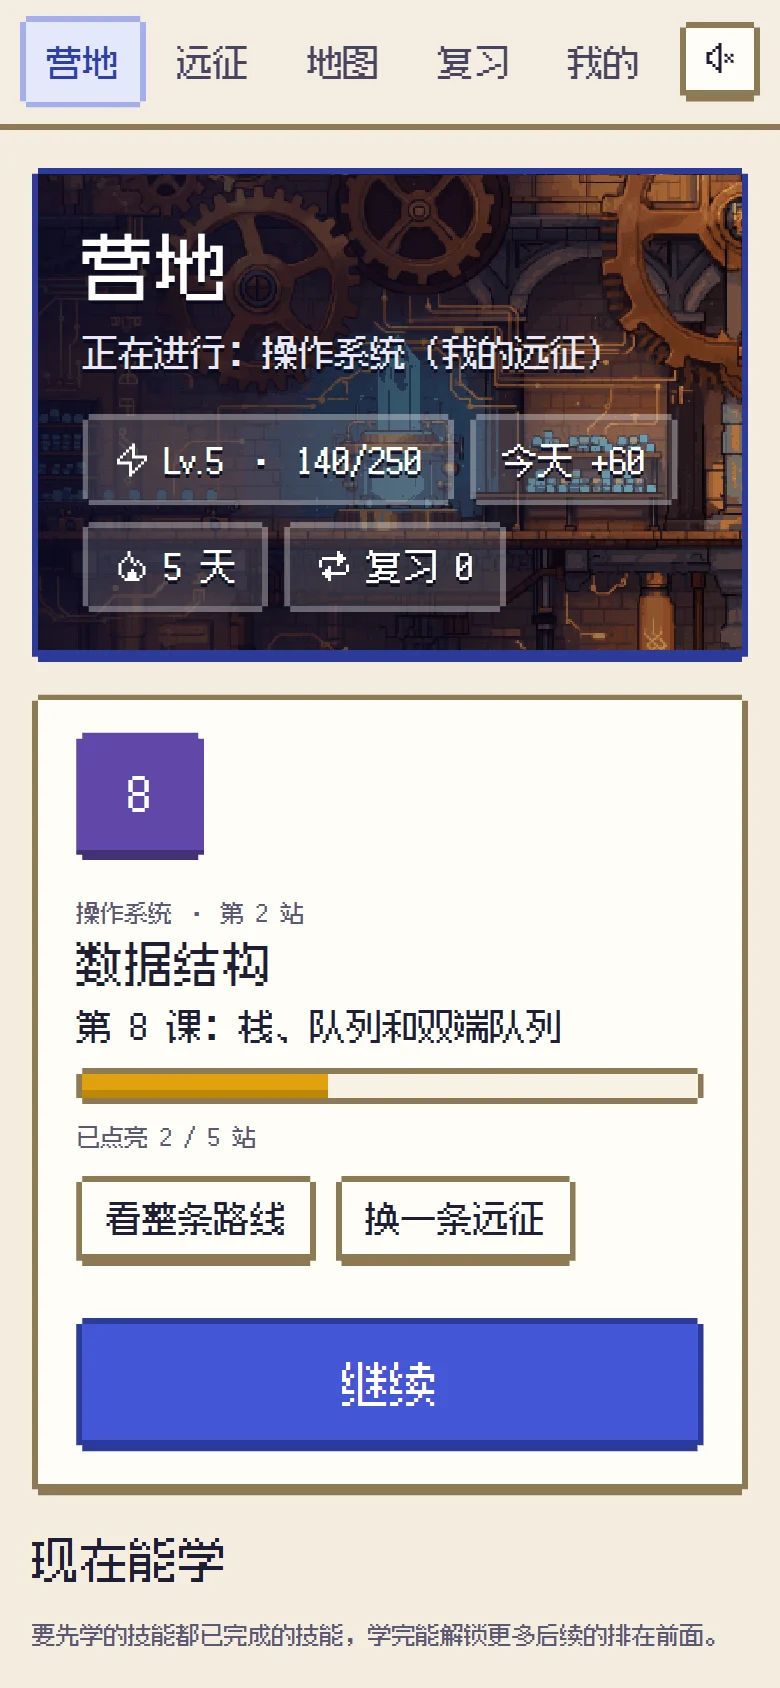 营地 远征 地图 复习 我的
营地
正在进行：操作系统（我的远征）
Lv.5 · 140/250 今天 +60
5 天 复习 0
8
操作系统 · 第 2 站
数据结构
第 8 课：栈、队列和双端队列
已点亮 2 / 5 站
看整条路线 换一条远征
继续
现在能学
要先学的技能都已完成的技能，学完能解锁更多后续的排在前面。